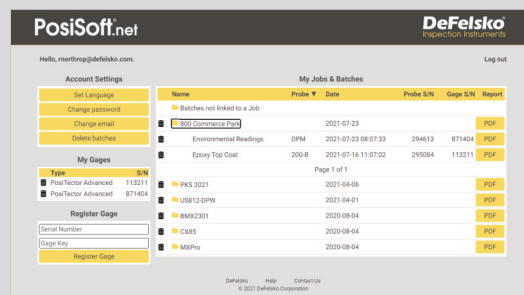 PosiSoft.net
DeFelsko®
Inspection Instruments
Hello, rnorthrop@defelsko.com.
Log out
Account Settings
Set Language
Change password
Change email
Delete batches
My Gages
Type S/N
PosiTector Advanced 113211
PosiTector Advanced 871404
Register Gage
Serial Number
Gage Key
Register Gage
My Jobs & Batches
Name Probe ▼ Date Probe S/N Gage S/N Report
Batches not linked to a Job
800 Commerce Park 2021-07-23 PDF
Environmental Readings DPM 2021-07-23 08:07:33 294613 871404 PDF
Epoxy Top Coat 200-B 2021-07-16 11:07:02 295084 113211 PDF
Page 1 of 1
PKS 2021 2021-04-06 PDF
US812-DPW 2021-04-01 PDF
BMX2301 2020-08-04 PDF
CX85 2020-08-04 PDF
MXPro 2020-08-04 PDF
DeFelsko Help Contact Us
© 2021 DeFelsko Corporation